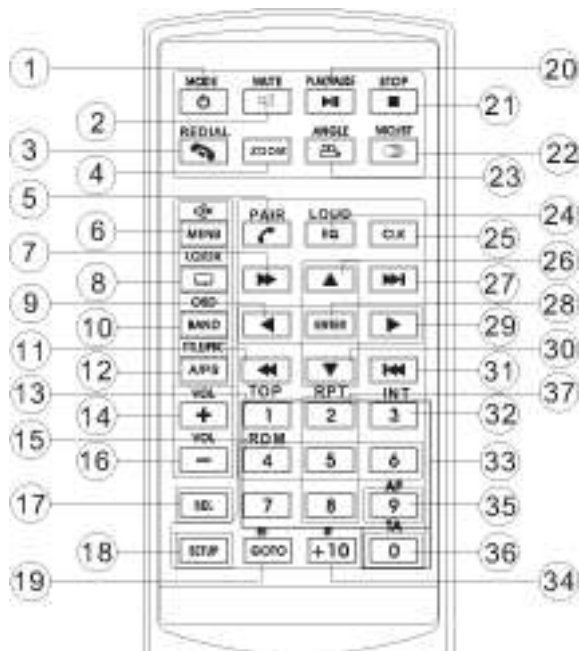 1 20
MODE MUTE PLAY/PAUSE STOP
2 21
REDIAL ANGLE
3 ZOOM 22
4 23
5 24
PAIR LOUD
6 MENU EQ CLK 25
7 26
8 27
9 OSD 28
10 BAND ENTER 29
11 30
12 A/PS 31
13 TOP RPT INT 37
VOL
14 + 1 2 3 32
15 VOL RDM
16 - 4 5 6 33
AF
17 SEL 7 8 9 35
TA
18 SETUP GOTO +10 0 36
19 34